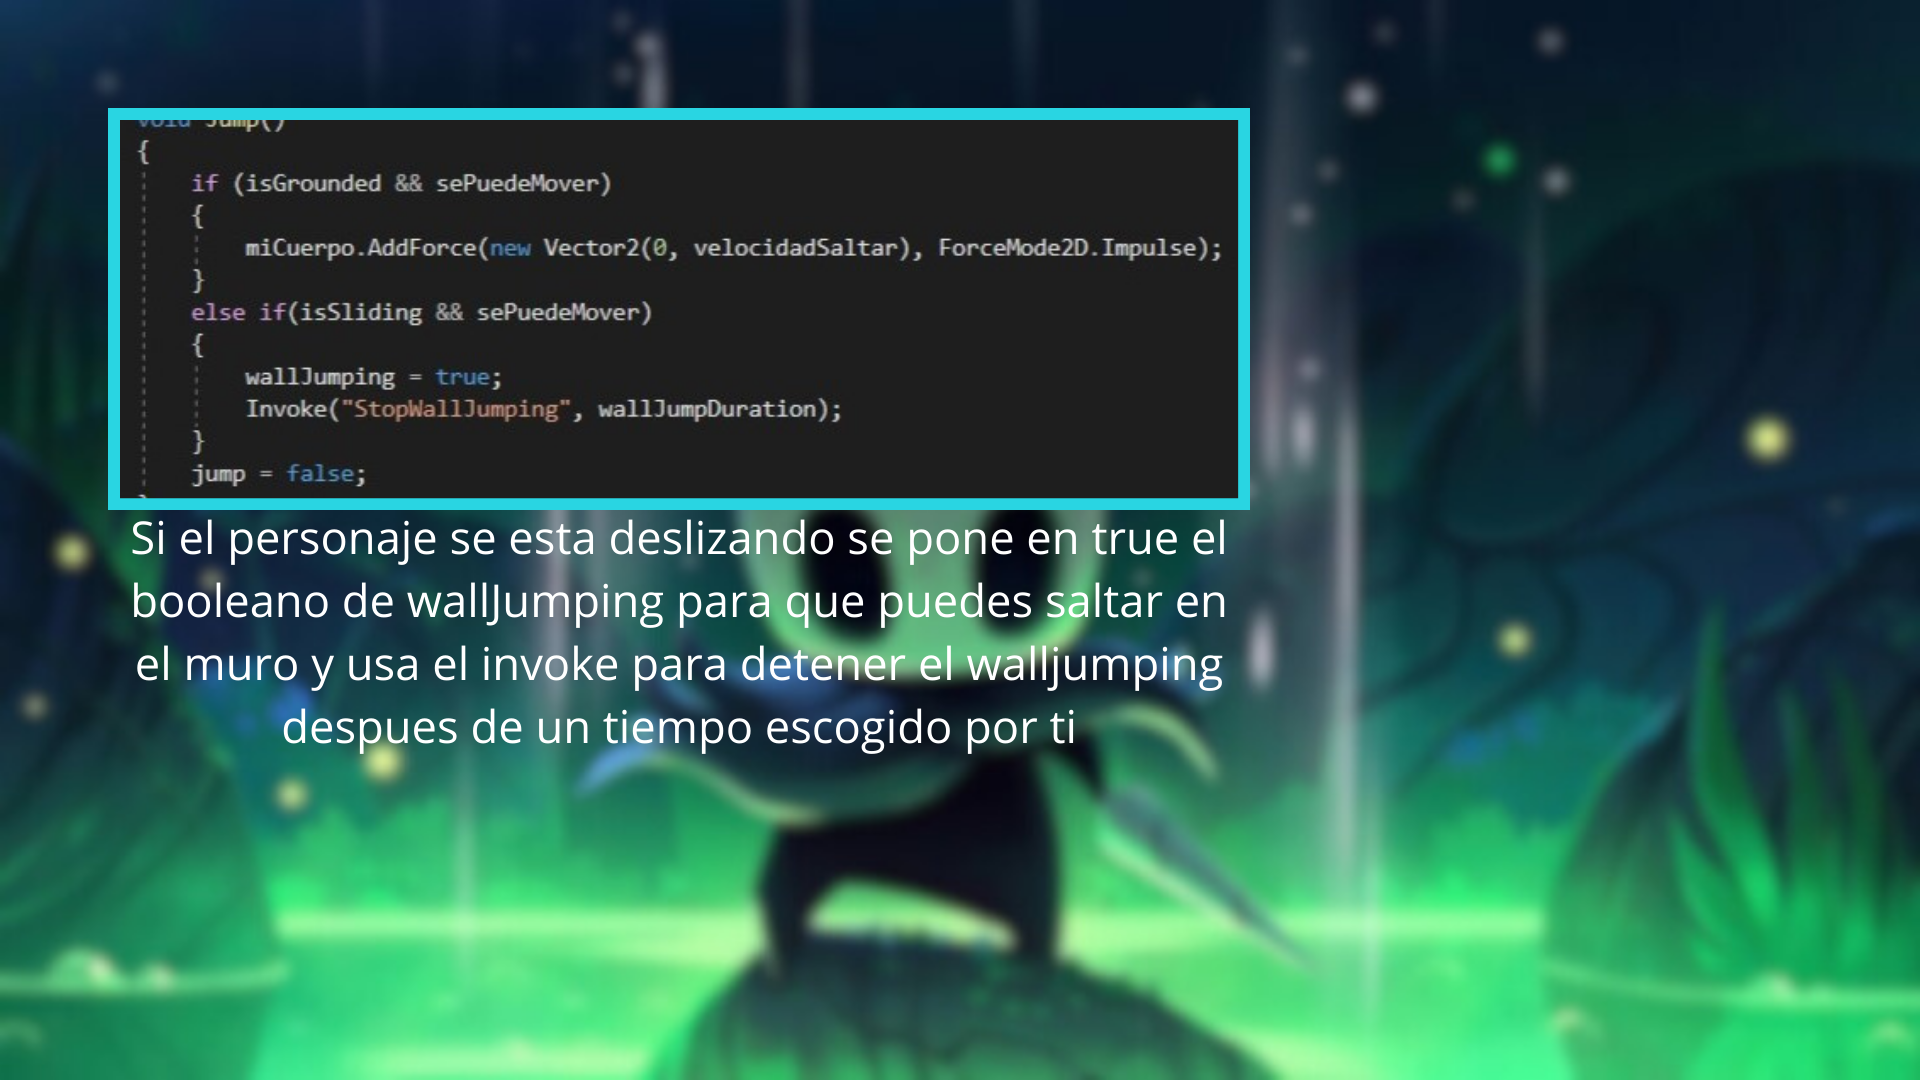 void Jump()
{
if (isGrounded && sePuedeMover)
{
miCuerpo.AddForce(new Vector2(0, velocidadSaltar), ForceMode2D.Impulse);
}
else if(isSliding && sePuedeMover)
{
wallJumping = true;
Invoke("StopWallJumping", wallJumpDuration);
}
jump = false;
Si el personaje se esta deslizando se pone en true el
booleano de wallJumping para que puedes saltar en
el muro y usa el invoke para detener el walljumping
despues de un tiempo escogido por ti